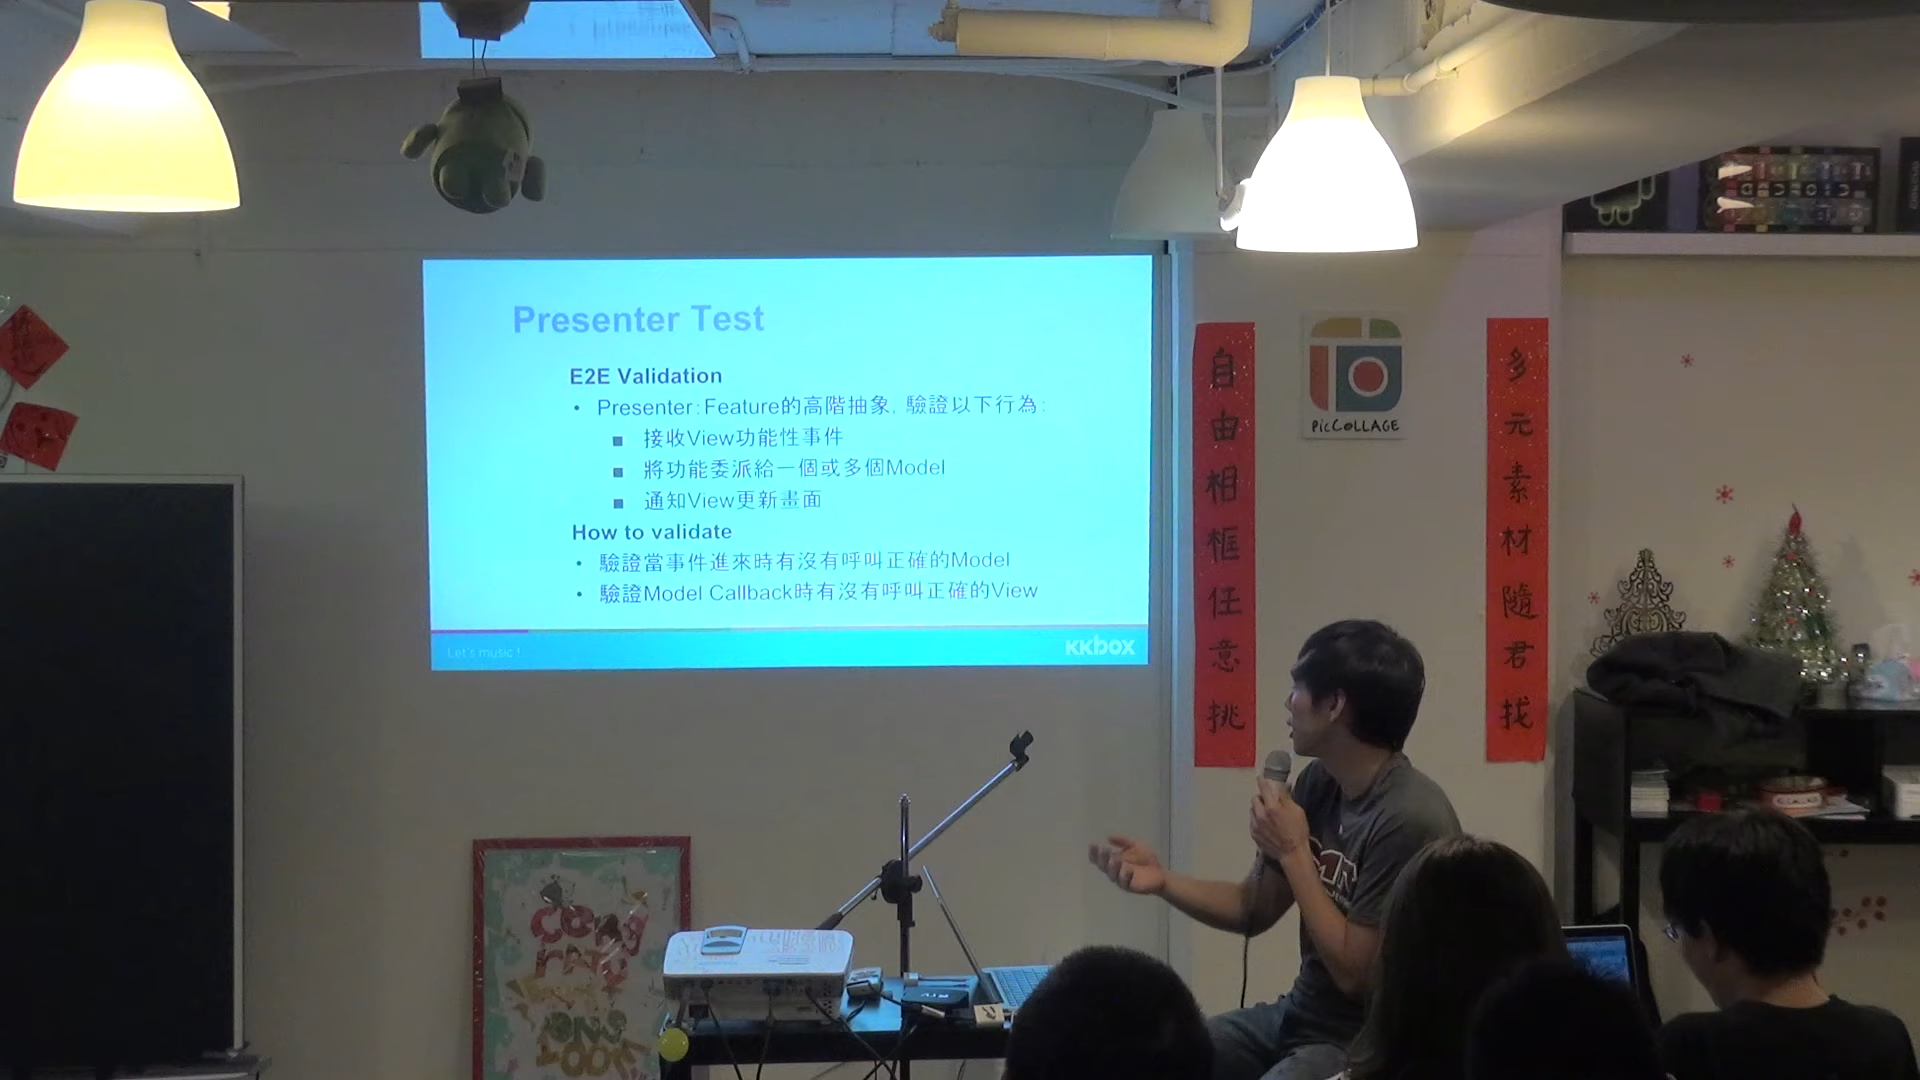 Presenter Test
E2E Validation
• Presenter：Feature的高階抽象，驗證以下行為：
■ 接收View功能性事件
■ 將功能委派給一個或多個Model
■ 通知View更新畫面
How to validate
• 驗證當事件進來時有沒有呼叫正確的Model
• 驗證Model Callback時有沒有呼叫正確的View
Let's music !
KKBOX
自由相框任意挑
PicCOLLAGE
多元素材隨君找